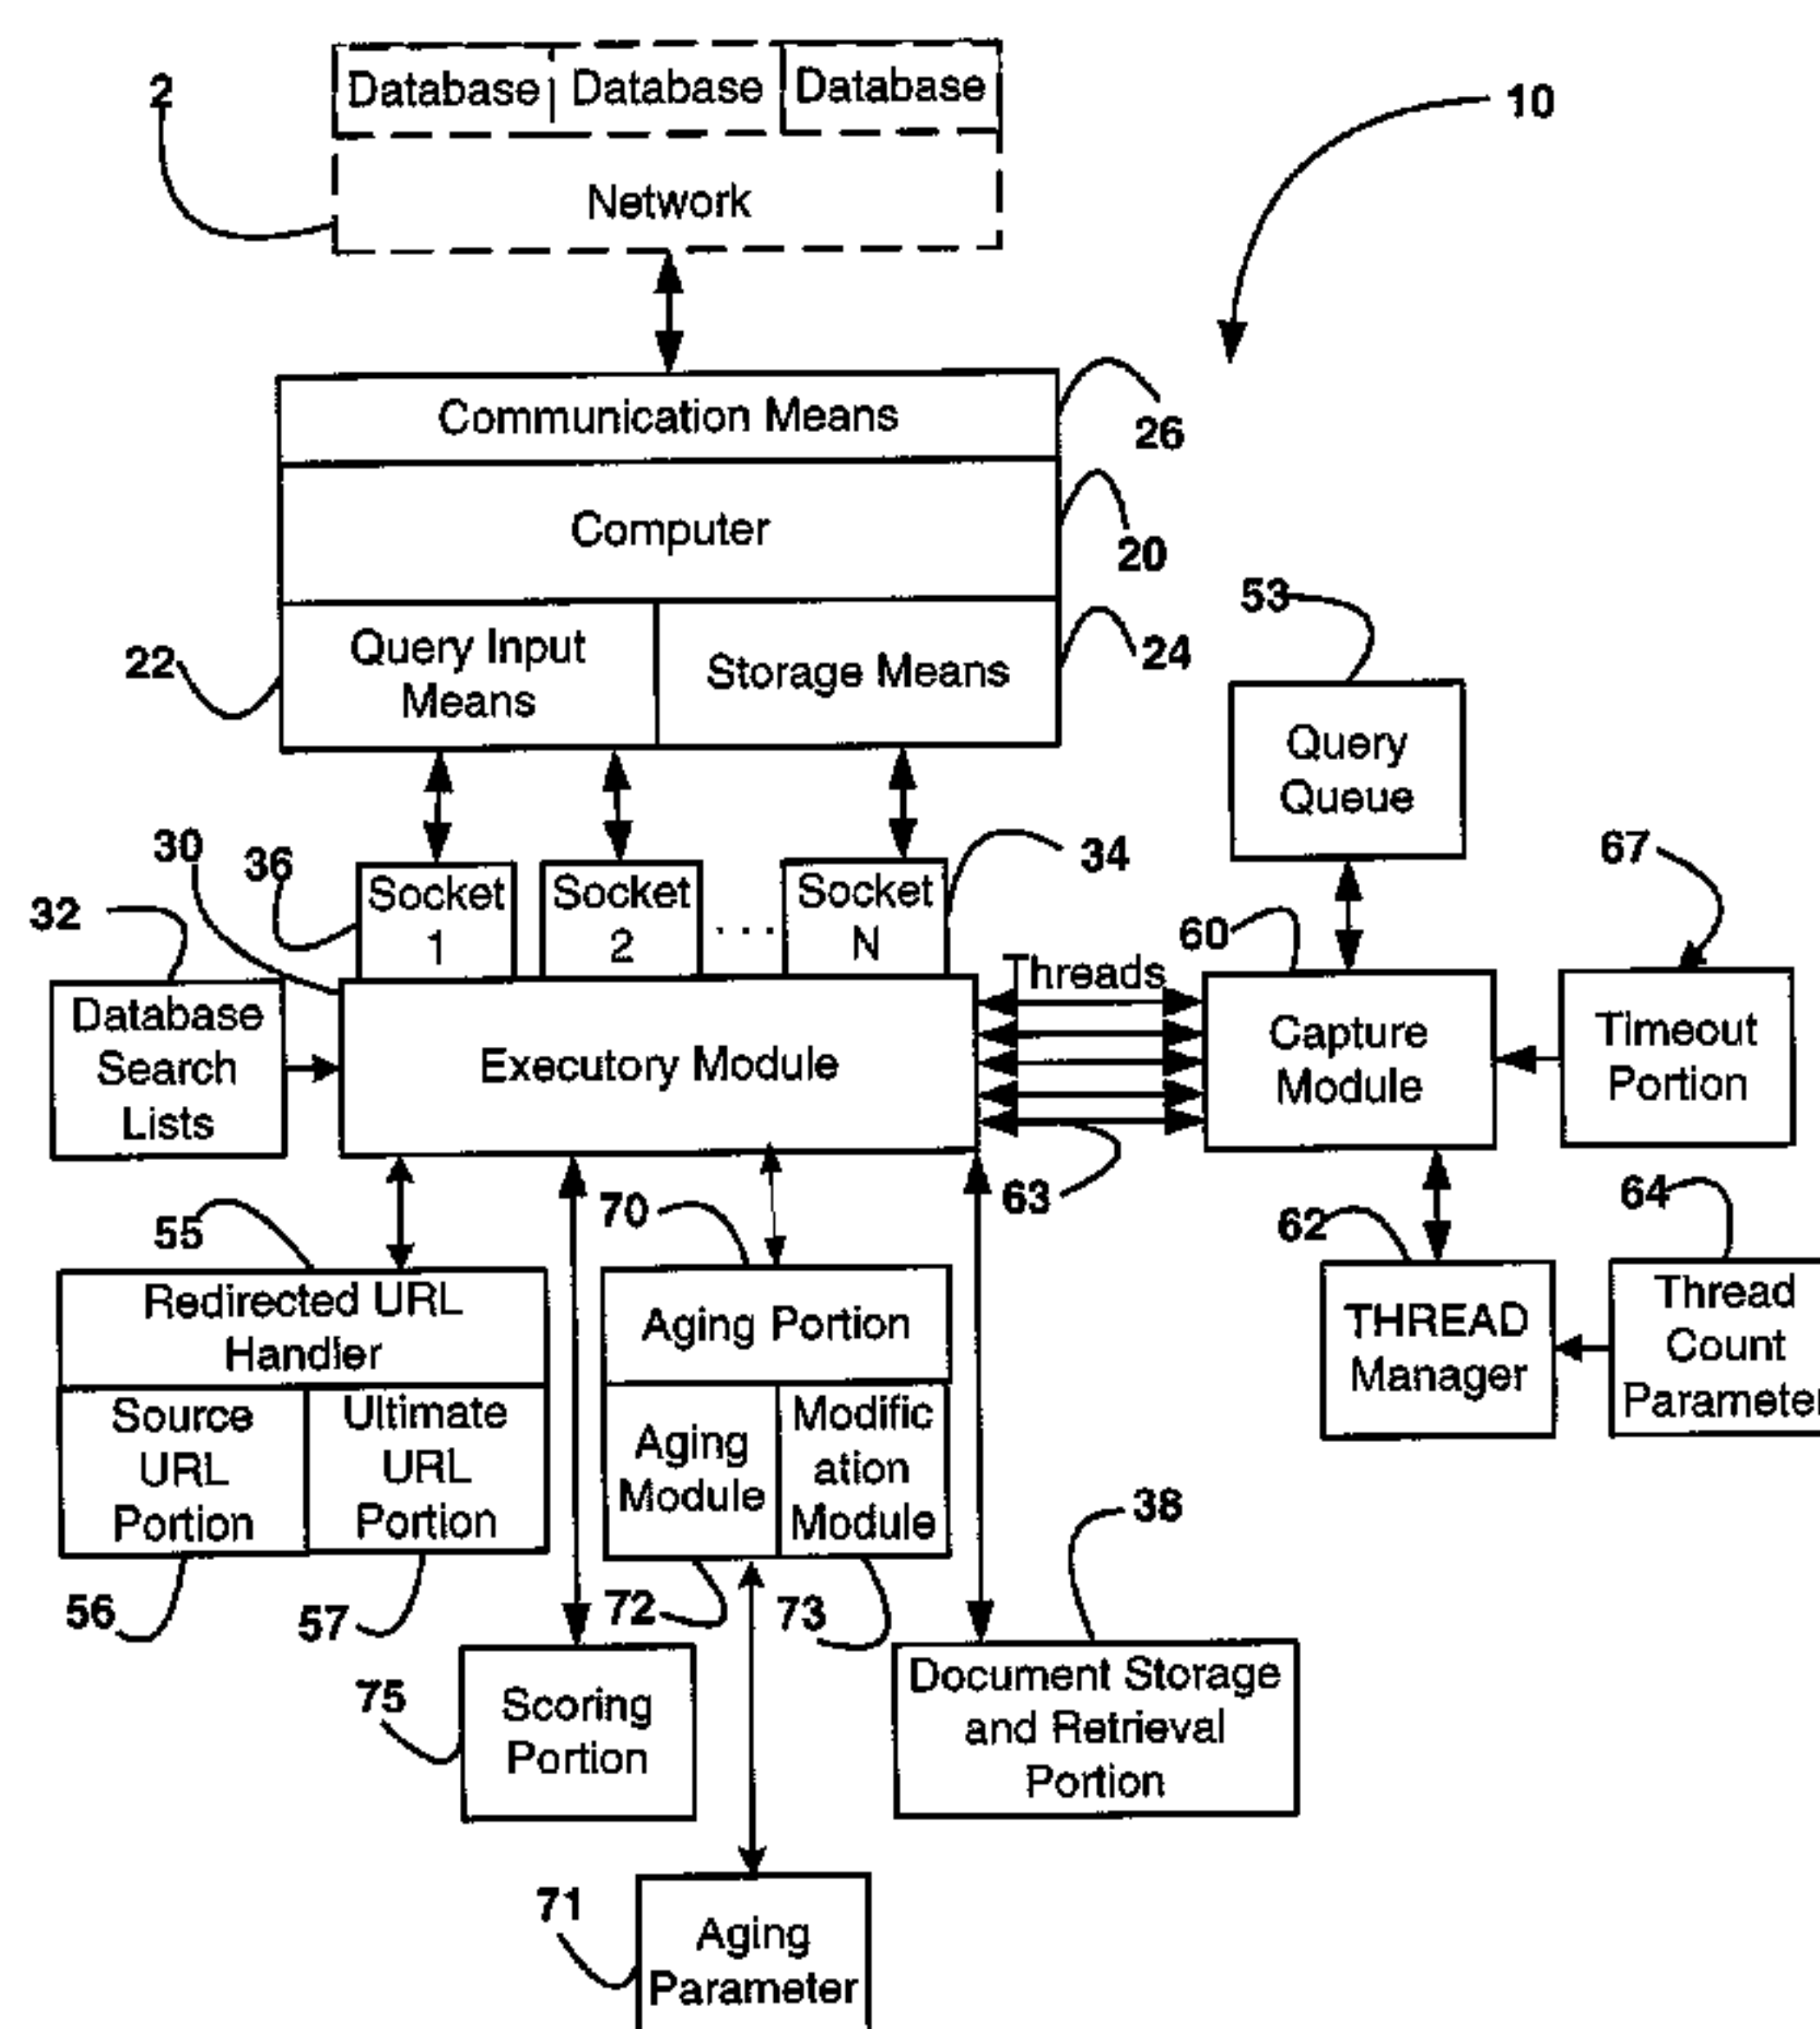 Database Database Database
2
10
Network
Communication Means
26
Computer
20
53
Query Input
Means
Storage Means
22
24
Query
Queue
30
36
34
67
Socket
1
Socket
2
. . .
Socket
N
32
60
Threads
Database
Search
Lists
Executory Module
Capture
Module
Timeout
Portion
55
70
63
62
64
Redirected URL
Handler
Aging Portion
THREAD
Manager
Thread
Count
Parameter
Source
URL
Portion
Ultimate
URL
Portion
Aging
Module
Modific
ation
Module
38
56
57
72
73
75
Scoring
Portion
Document Storage
and Retrieval
Portion
71
Aging
Parameter